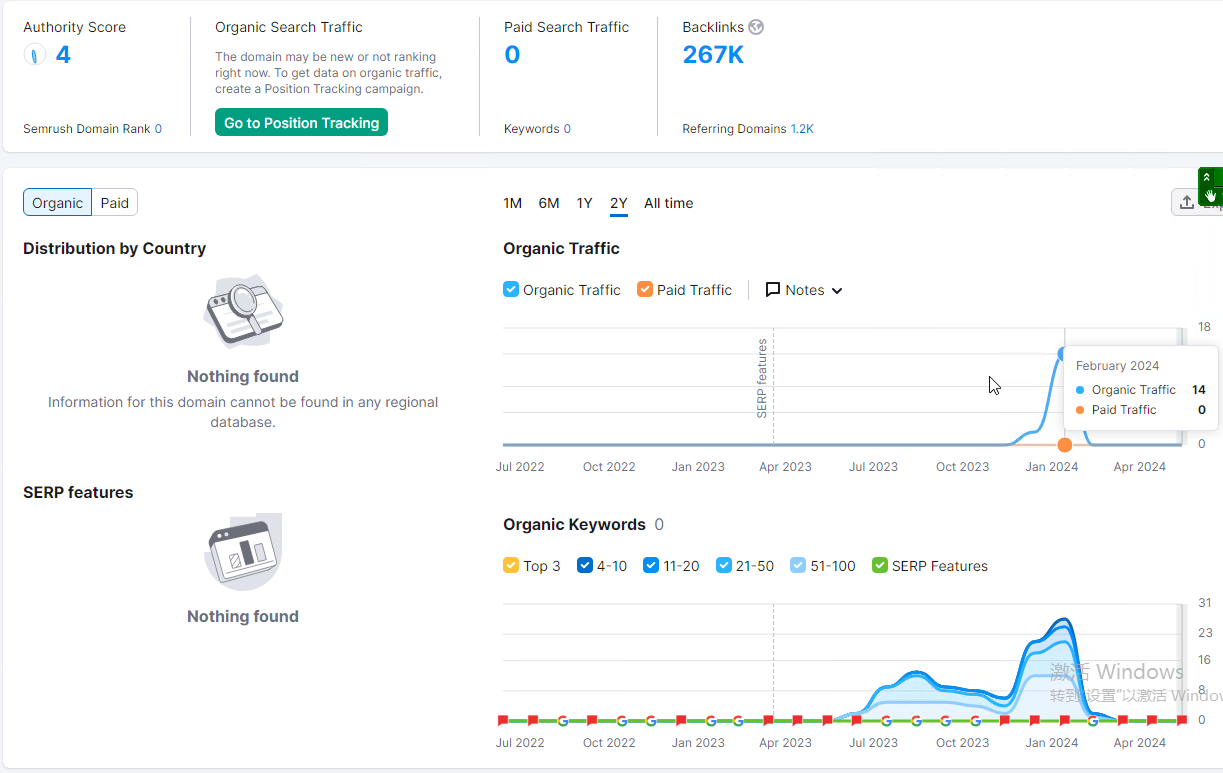 Authority Score
4
Semrush Domain Rank 0
Organic Search Traffic
The domain may be new or not ranking
right now. To get data on organic traffic,
create a Position Tracking campaign.
Go to Position Tracking
Paid Search Traffic
0
Keywords 0
Backlinks
267K
Referring Domains 1.2K
Organic
Paid
1M 6M 1Y 2Y All time
Distribution by Country
Nothing found
Information for this domain cannot be found in any regional
database.
SERP features
Nothing found
Organic Traffic
Organic Traffic Paid Traffic Notes
18
SERP features
February 2024
Organic Traffic 14
Paid Traffic 0
0
Jul 2022 Oct 2022 Jan 2023 Apr 2023 Jul 2023 Oct 2023 Jan 2024 Apr 2024
Organic Keywords 0
Top 3 4-10 11-20 21-50 51-100 SERP Features
31
23
16
8
0
Jul 2022 Oct 2022 Jan 2023 Apr 2023 Jul 2023 Oct 2023 Jan 2024 Apr 2024
激活 Windows
转到"设置"以激活 Windo